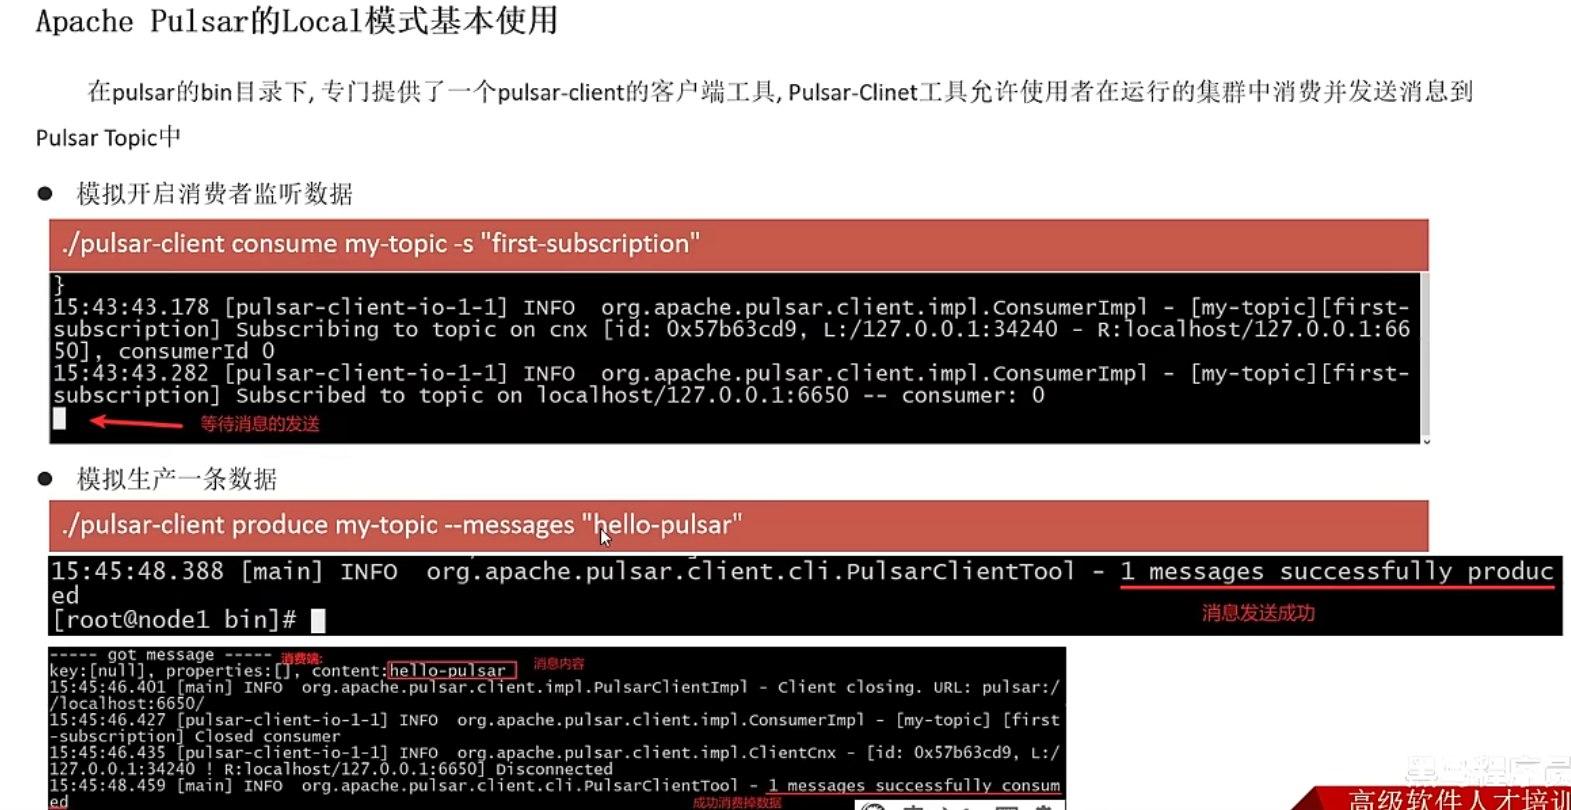 Apache Pulsar的Local模式基本使用
在pulsar的bin目录下, 专门提供了一个pulsar-client的客户端工具, Pulsar-Clinet工具允许使用者在运行的集群中消费并发送消息到
Pulsar Topic中
● 模拟开启消费者监听数据
./pulsar-client consume my-topic -s "first-subscription"
}
15:43:43.178 [pulsar-client-io-1-1] INFO  org.apache.pulsar.client.impl.ConsumerImpl - [my-topic][first-
subscription] Subscribing to topic on cnx [id: 0x57b63cd9, L:/127.0.0.1:34240 - R:localhost/127.0.0.1:66
50], consumerId 0
15:43:43.282 [pulsar-client-io-1-1] INFO  org.apache.pulsar.client.impl.ConsumerImpl - [my-topic][first-
subscription] Subscribed to topic on localhost/127.0.0.1:6650 -- consumer: 0
等待消息的发送
● 模拟生产一条数据
./pulsar-client produce my-topic --messages "hello-pulsar"
15:45:48.388 [main] INFO  org.apache.pulsar.client.cli.PulsarClientTool - 1 messages successfully produc
ed
[root@node1 bin]#
消息发送成功
----- got message ----- 消费端:
key:[null], properties:[], content:hello-pulsar 消息内容
15:45:46.401 [main] INFO  org.apache.pulsar.client.impl.PulsarClientImpl - Client closing. URL: pulsar:/
/localhost:6650/
15:45:46.427 [pulsar-client-io-1-1] INFO  org.apache.pulsar.client.impl.ConsumerImpl - [my-topic] [first
-subscription] Closed consumer
15:45:46.435 [pulsar-client-io-1-1] INFO  org.apache.pulsar.client.impl.ClientCnx - [id: 0x57b63cd9, L:/
127.0.0.1:34240 ! R:localhost/127.0.0.1:6650] Disconnected
15:45:48.459 [main] INFO  org.apache.pulsar.client.cli.PulsarClientTool - 1 messages successfully consum
ed
成功消费掉数据
黑马程序员
高级软件人才培训